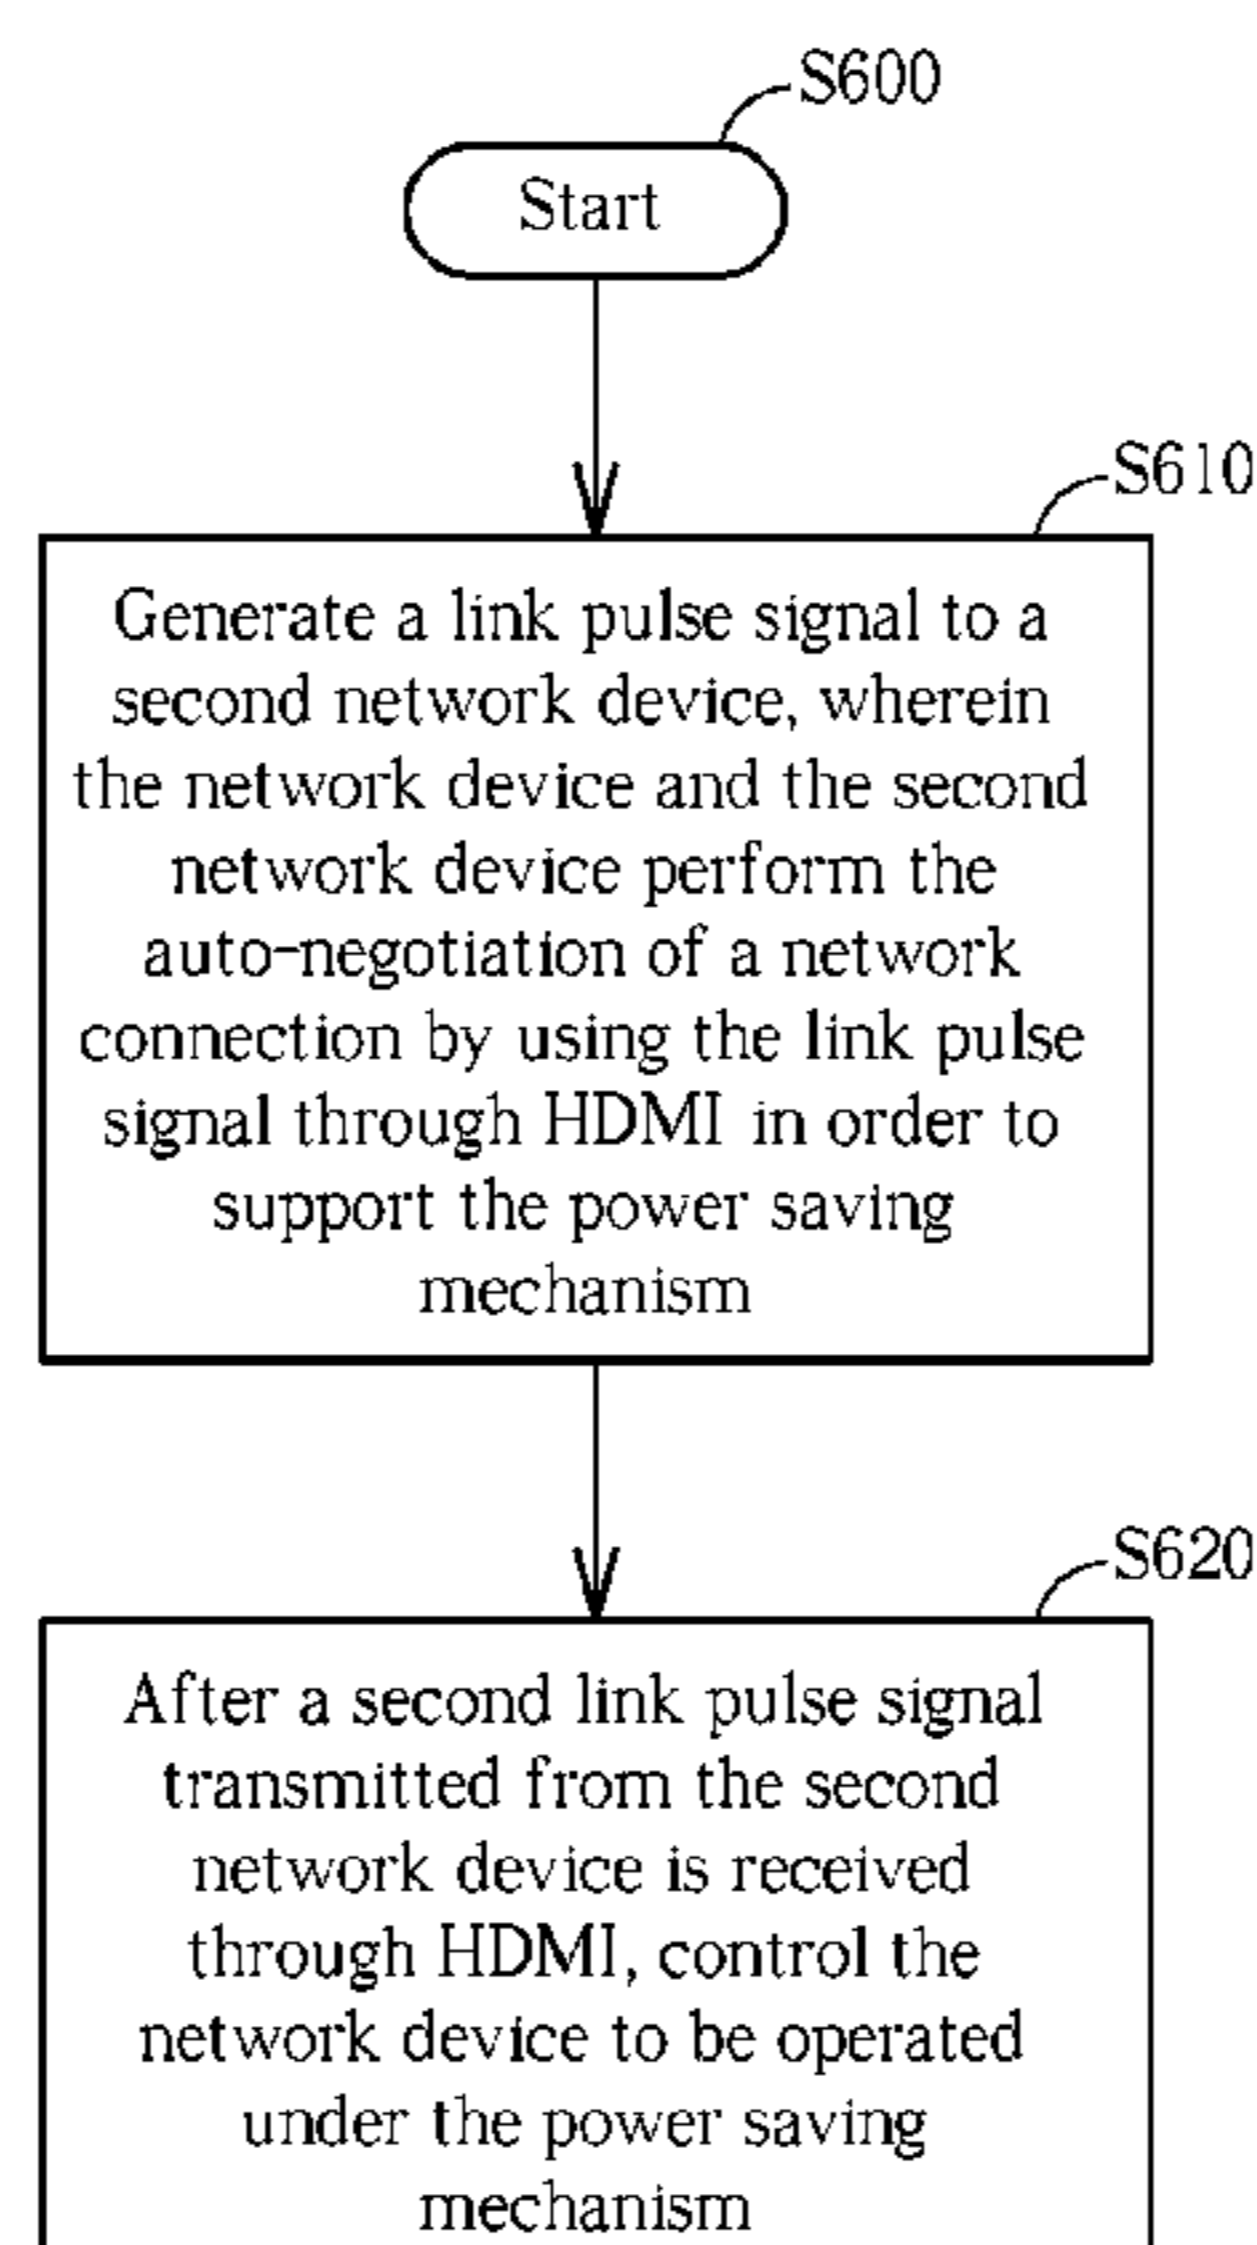 S600
Start
S610
Generate a link pulse signal to a
second network device, wherein
the network device and the second
network device perform the
auto-negotiation of a network
connection by using the link pulse
signal through HDMI in order to
support the power saving
mechanism
S620
After a second link pulse signal
transmitted from the second
network device is received
through HDMI, control the
network device to be operated
under the power saving
mechanism